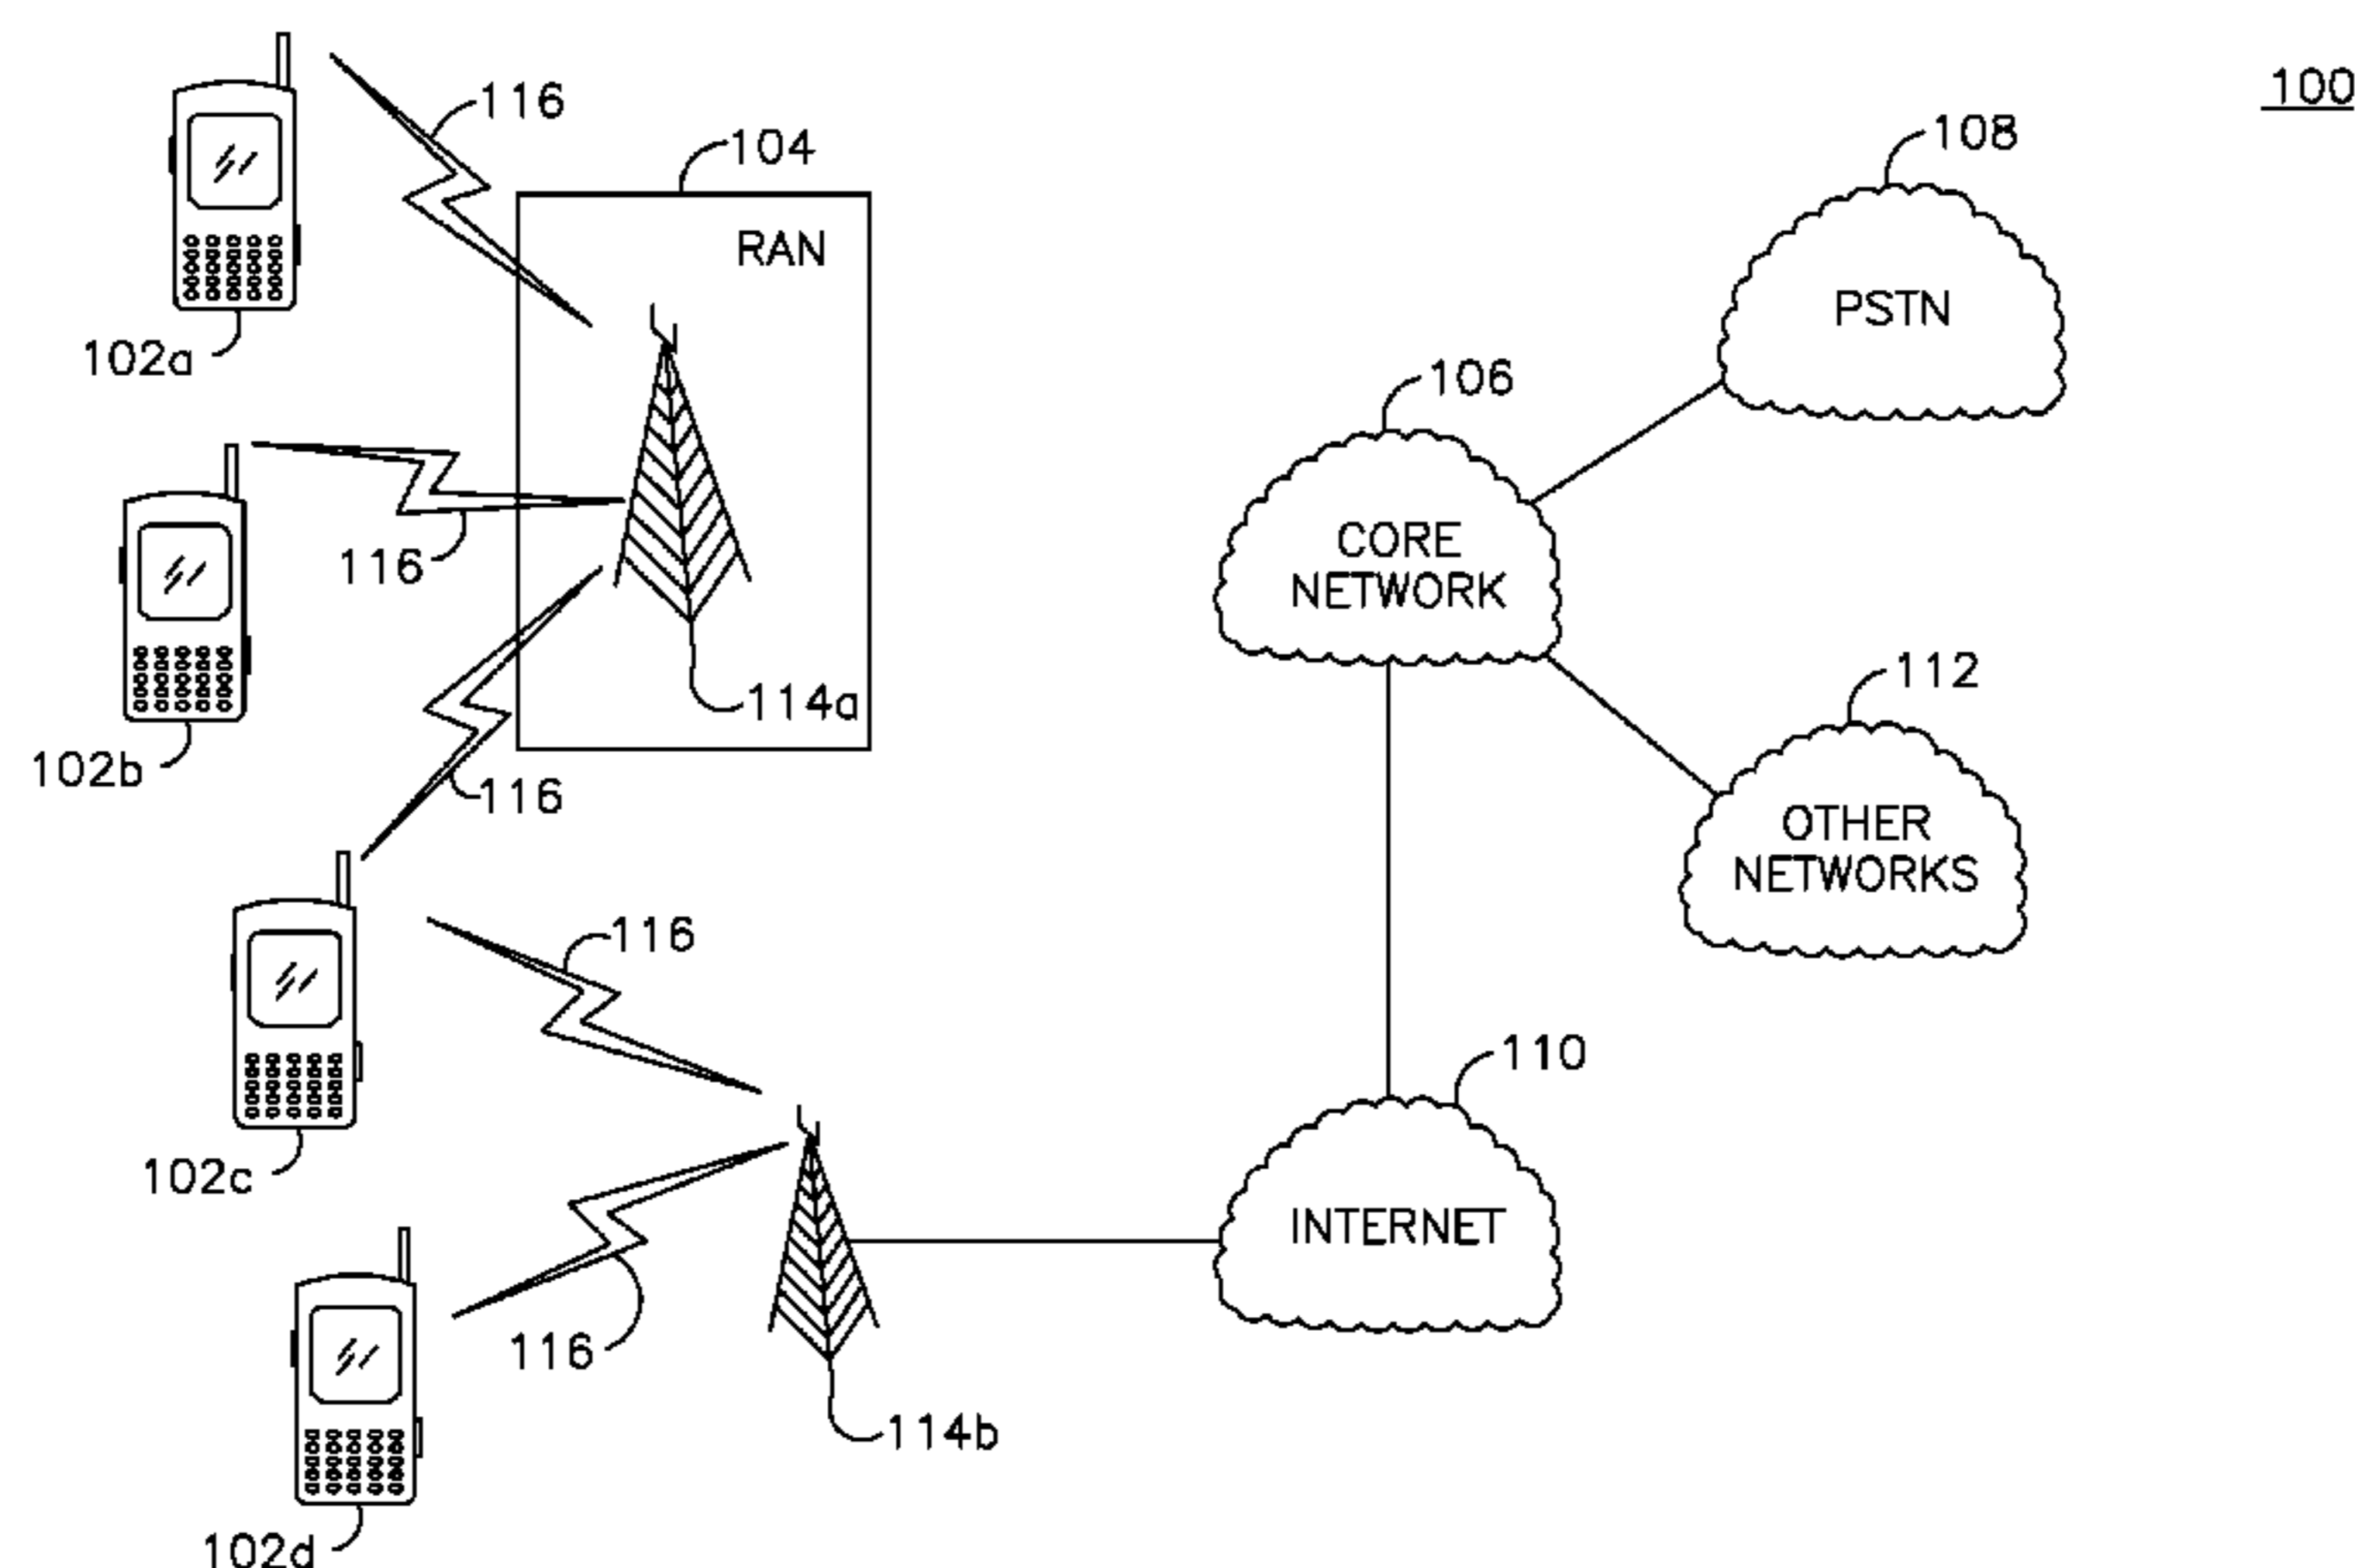 100
116
104
108
RAN
PSTN
102a
106
CORE
NETWORK
116
112
114a
102b
116
OTHER
NETWORKS
116
110
102c
INTERNET
116
114b
102d